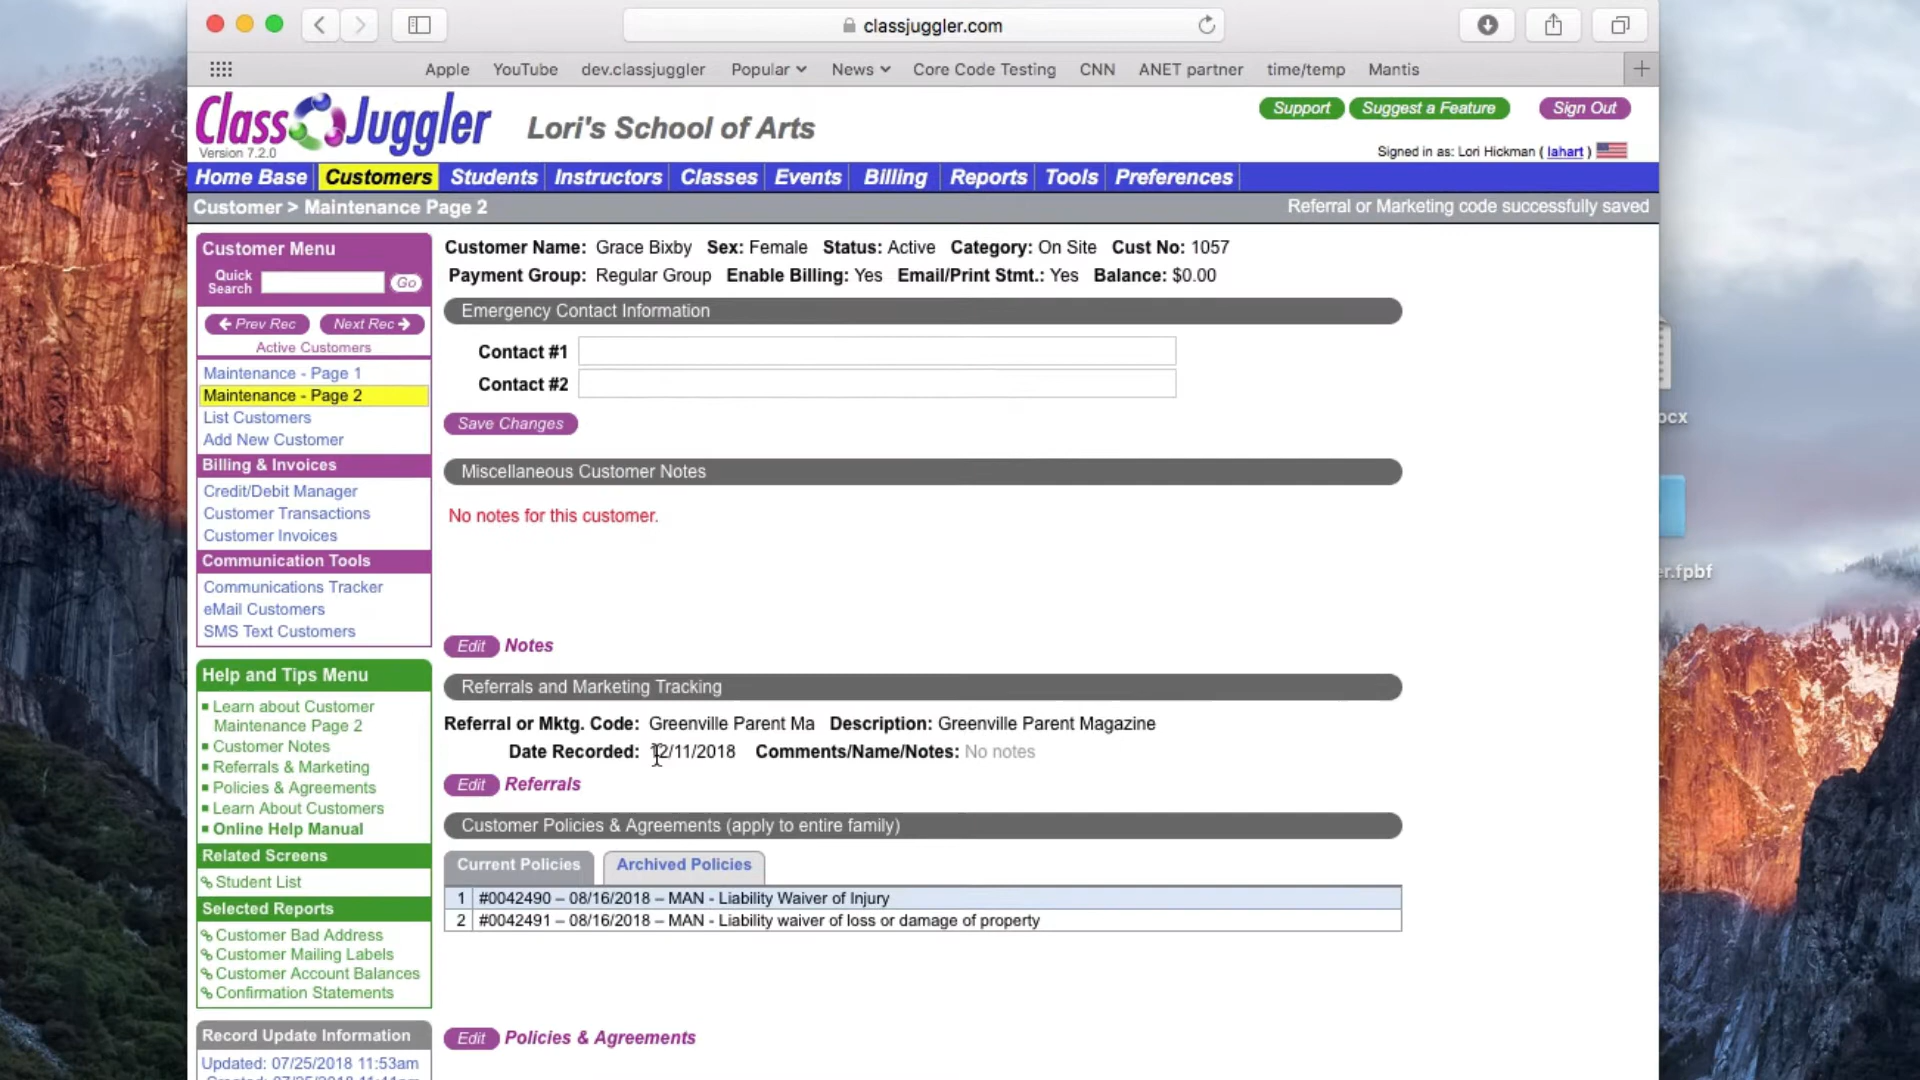 classjuggler.com
Apple YouTube dev.classjuggler Popular News Core Code Testing CNN ANET partner time/temp Mantis
Class Juggler
Version 7.2.0
Lori's School of Arts
Support Suggest a Feature Sign Out
Signed in as: Lori Hickman ( lahart )
Home Base Customers Students Instructors Classes Events Billing Reports Tools Preferences
Customer > Maintenance Page 2
Referral or Marketing code successfully saved
Customer Menu
Quick Search Go
Prev Rec Next Rec
Active Customers
Maintenance - Page 1
Maintenance - Page 2
List Customers
Add New Customer
Billing & Invoices
Credit/Debit Manager
Customer Transactions
Customer Invoices
Communication Tools
Communications Tracker
eMail Customers
SMS Text Customers
Help and Tips Menu
Learn about Customer
Maintenance Page 2
Customer Notes
Referrals & Marketing
Policies & Agreements
Learn About Customers
Online Help Manual
Related Screens
Student List
Selected Reports
Customer Bad Address
Customer Mailing Labels
Customer Account Balances
Confirmation Statements
Record Update Information
Updated: 07/25/2018 11:53am
Customer Name: Grace Bixby Sex: Female Status: Active Category: On Site Cust No: 1057
Payment Group: Regular Group Enable Billing: Yes Email/Print Stmt.: Yes Balance: $0.00
Emergency Contact Information
Contact #1
Contact #2
Save Changes
Miscellaneous Customer Notes
No notes for this customer.
Edit Notes
Referrals and Marketing Tracking
Referral or Mktg. Code: Greenville Parent Ma Description: Greenville Parent Magazine
Date Recorded: 12/11/2018 Comments/Name/Notes: No notes
Edit Referrals
Customer Policies & Agreements (apply to entire family)
Current Policies Archived Policies
1 #0042490 – 08/16/2018 – MAN - Liability Waiver of Injury
2 #0042491 – 08/16/2018 – MAN - Liability waiver of loss or damage of property
Edit Policies & Agreements
ocx
er.fpbf